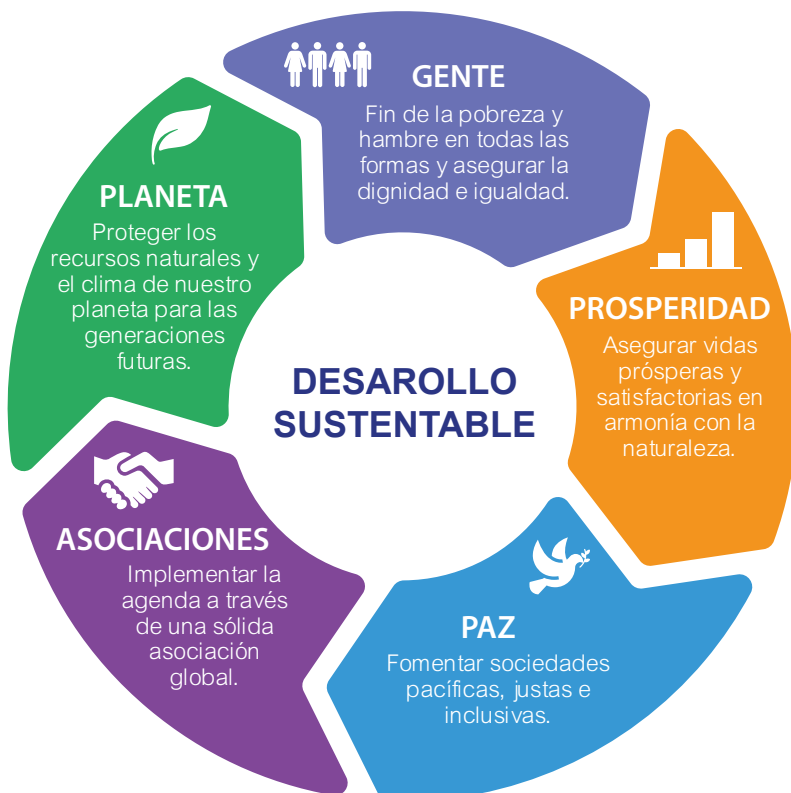 GENTE
Fin de la pobreza y
hambre en todas las
formas y asegurar la
dignidad e igualdad.
PROSPERIDAD
Asegurar vidas
prósperas y
satisfactorias en
armonía con la
naturaleza.
PAZ
Fomentar sociedades
pacíficas, justas e
inclusivas.
ASOCIACIONES
Implementar la
agenda a través
de una sólida
asociación
global.
PLANETA
Proteger los
recursos naturales y
el clima de nuestro
planeta para las
generaciones
futuras.
DESAROLLO
SUSTENTABLE